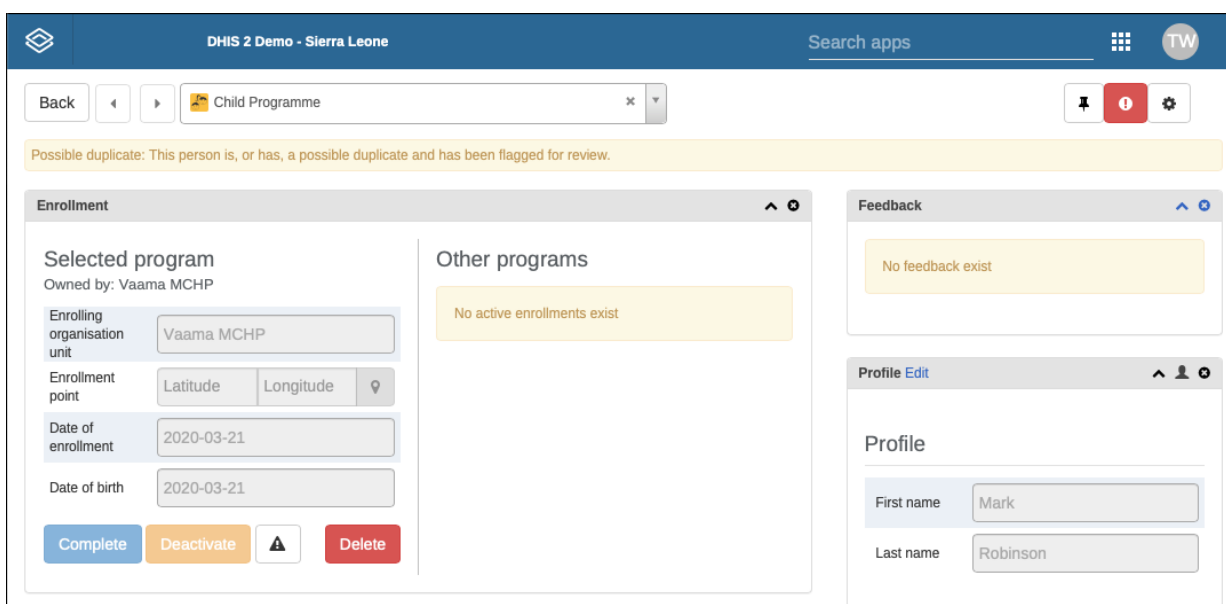 DHIS 2 Demo - Sierra Leone
Search apps
TW
Back
Child Programme
Possible duplicate: This person is, or has, a possible duplicate and has been flagged for review.
Enrollment
Selected program
Owned by: Vaama MCHP
Enrolling
organisation
unit
Vaama MCHP
Enrollment
point
Latitude
Longitude
Date of
enrollment
2020-03-21
Date of birth
2020-03-21
Complete
Deactivate
Delete
Other programs
No active enrollments exist
Feedback
No feedback exist
Profile Edit
Profile
First name
Mark
Last name
Robinson